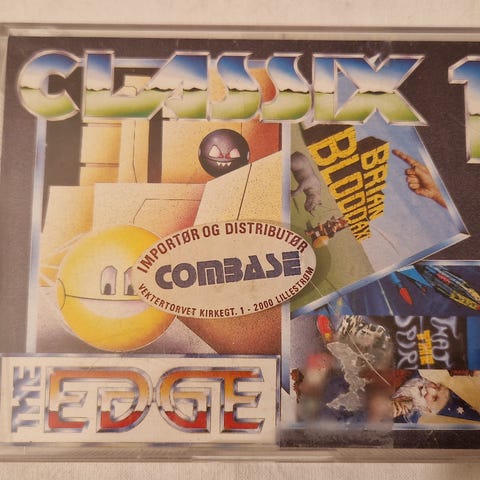 CLASSIX 1
BRIAN
BLOODAXE
IMPORTØR OG DISTRIBUTØR
COMBASE
VEKTERTORVET KIRKEGT. 1 - 2000 LILLESTRØM
THE EDGE